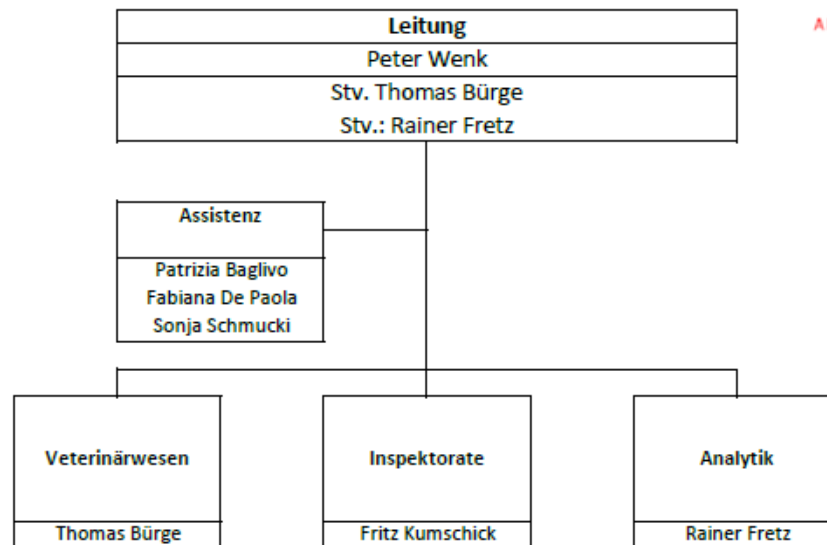 Leitung
Peter Wenk
Stv. Thomas Bürge
Stv.: Rainer Fretz
Assistenz
Patrizia Baglivo
Fabiana De Paola
Sonja Schmucki
Veterinärwesen
Inspektorate
Analytik
Thomas Bürge
Fritz Kumschick
Rainer Fretz